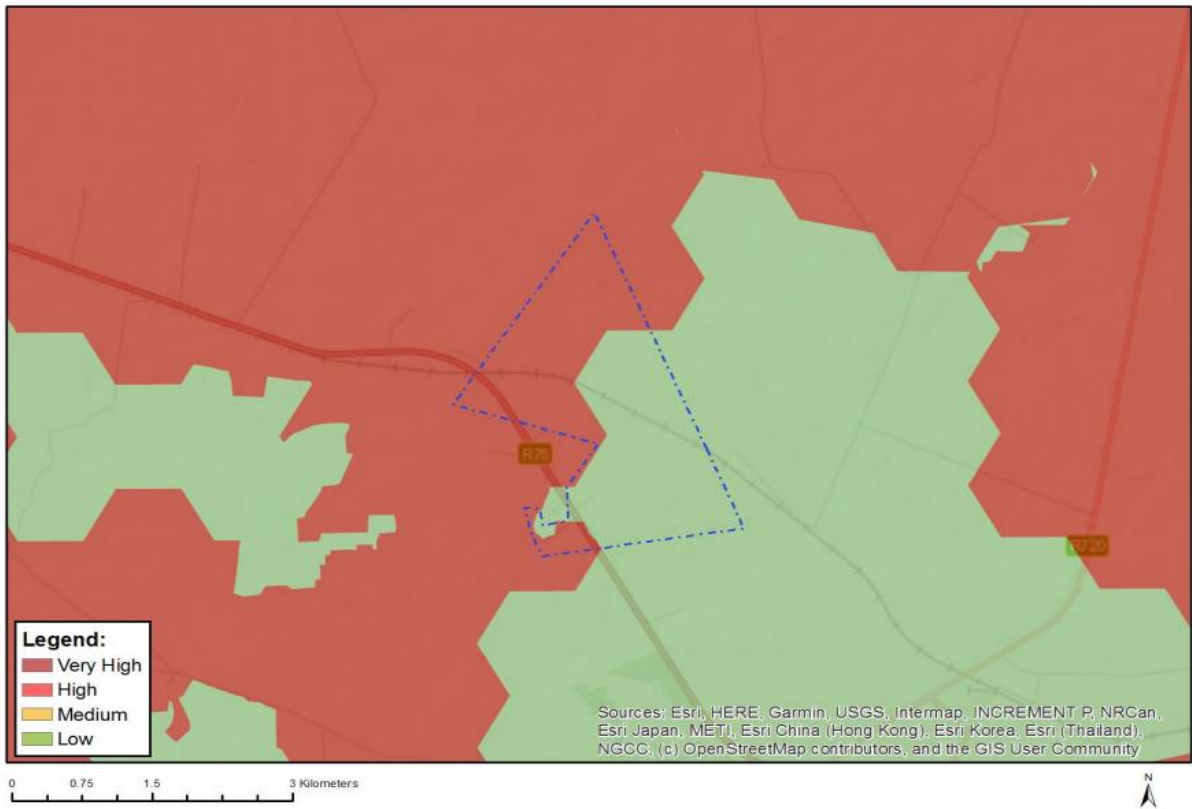 R76
R720
Legend:
Very High
High
Medium
Low
Sources: Esri, HERE, Garmin, USGS, Intermap, INCREMENT P, NRCan,
Esri Japan, METI, Esri China (Hong Kong), Esri Korea, Esri (Thailand),
NGCC, (c) OpenStreetMap contributors, and the GIS User Community
0 0.75 1.5 3 Kilometers
N